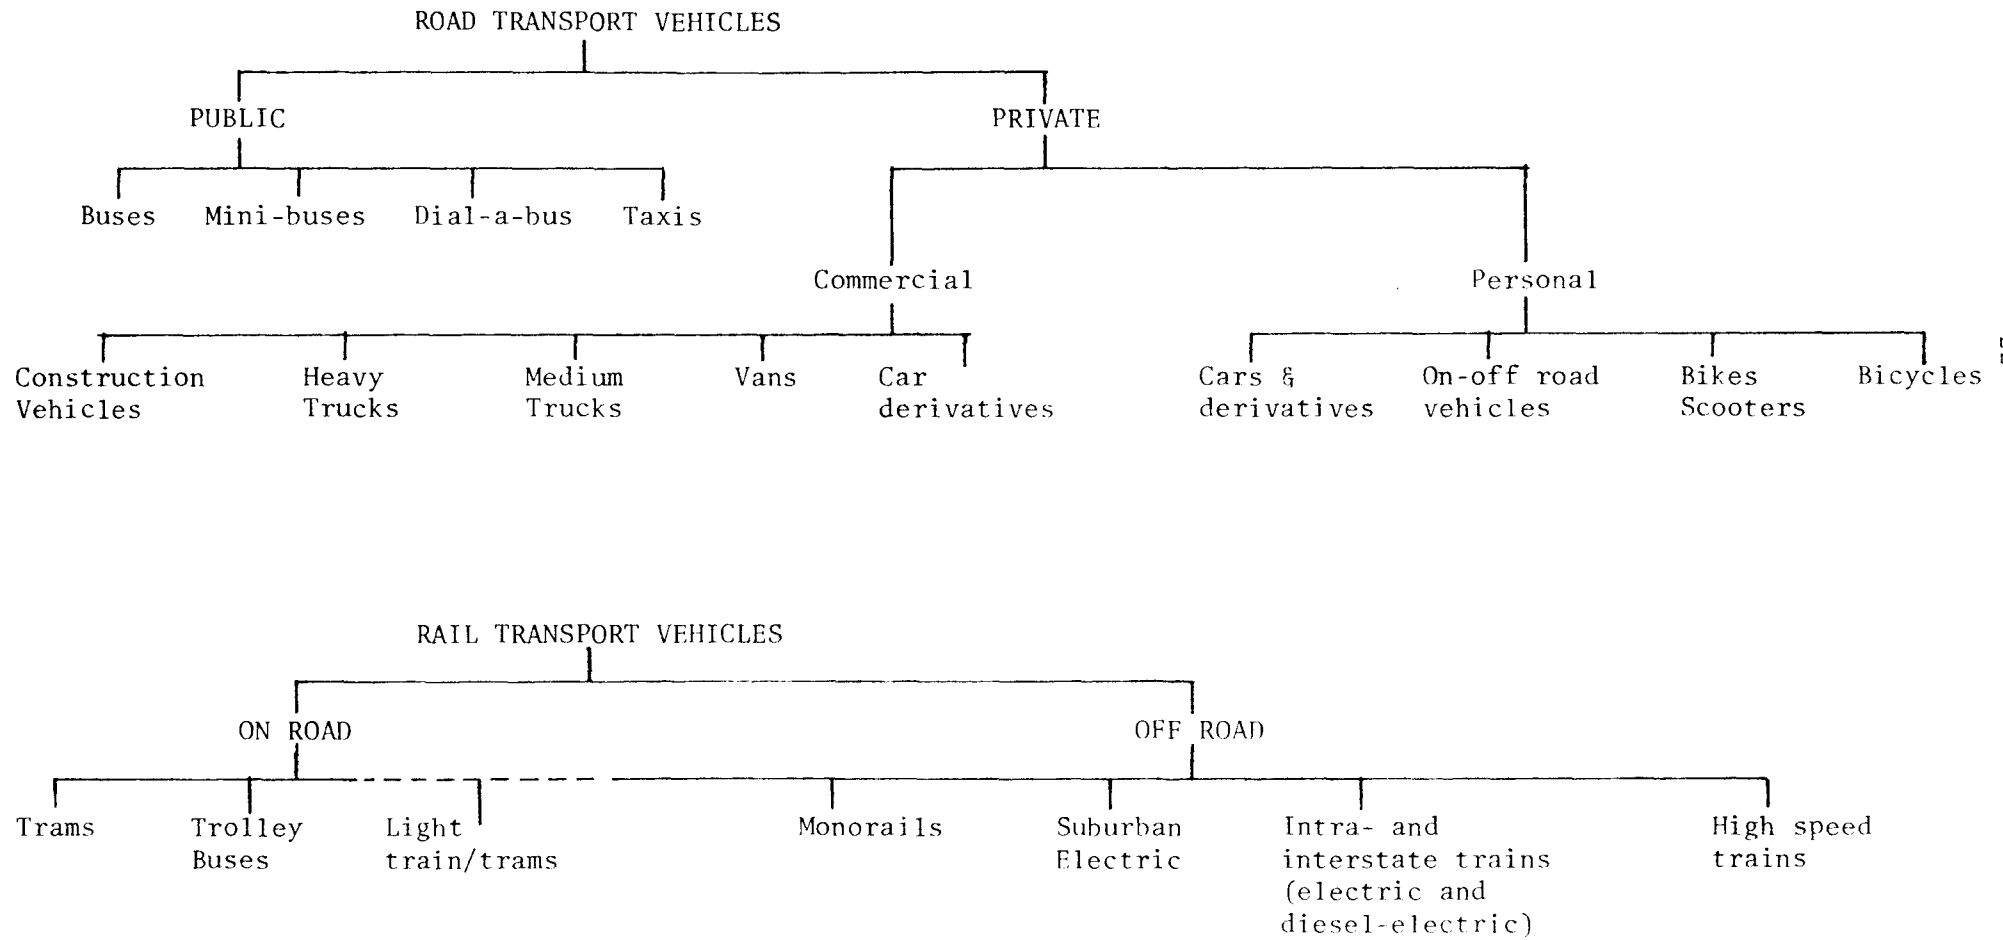 ROAD TRANSPORT VEHICLES
PUBLIC
PRIVATE
Buses
Mini-buses
Dial-a-bus
Taxis
Commercial
Personal
Construction
Vehicles
Heavy
Trucks
Medium
Trucks
Vans
Car
derivatives
Cars &
derivatives
On-off road
vehicles
Bikes
Scooters
Bicycles
RAIL TRANSPORT VEHICLES
ON ROAD
OFF ROAD
Trams
Trolley
Buses
Light
train/trams
Monorails
Suburban
Electric
Intra- and
interstate trains
(electric and
diesel-electric)
High speed
trains